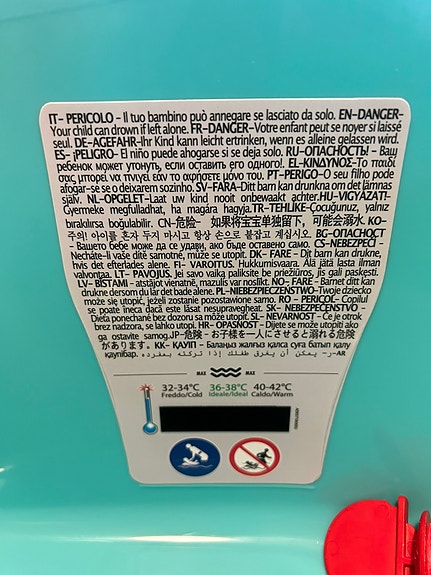 IT- PERICOLO - Il tuo bambino può annegare se lasciato da solo. EN-DANGER-
Your child can drown if left alone. FR-DANGER-Votre enfant peut se noyer si laissé
seul. DE-AGEFAHR-Ihr Kind kann leicht ertrinken, wenn es alleine gelassen wird.
ES- ¡PELIGRO- El niño puede ahogarse si se deja solo. RU-ОПАСНОСТЬ! - Ваш
ребенок может утонуть, если оставить его одного!. EL-ΚΙΝΔΥΝΟΣ-Το παιδί
σας μπορεί να πνιγεί εάν το αφήσετε μόνο του. PT-PERIGO-O seu filho pode
afogar-se se o deixarem sozinho. SV-FARA-Ditt barn kan drunkna om det lämnas
själv. NL-OPGELET-Laat uw kind nooit onbewaakt achter.HU-VIGYAZAT!-
Gyermeke megfulladhat, ha magára hagyja.TR-TEHLIKE-Çocuğunuz, yalnız
bırakılırsa boğulabilir. CN-危险- 如果将宝宝单独留下，可能会溺水. KO-
주의! 아이를 혼자 두지 마시고 항상 손으로 붙잡고 계십시오. BG-ОПАСНОСТ
- Вашето бебе може да се удави, ако бъде оставено само. CS-NEBEZPEČÍ -
Necháte-li vaše dítě samotné, může se utopit. DK- FARE - Dit barn kan drukne,
hvis det efterlades alene. FI- VAROITUS. Hukkumisvaara. Älä jätä lasta ilman
valvontaa. LT- PAVOJUS. Jei savo vaiką paliksite be priežiūros, jis gali paskęsti.
LV- BĪSTAMI - atstājot vienatnē, mazulis var noslīkt. NO- FARE - Barnet ditt kan
drukne dersom du lar det bade alene. PL-NIEBEZPIECZEŃSTWO-Twoje dziecko
może się utopić, jeżeli zostanie pozostawione samo. RO - PERICOL- Copilul
se poate îneca dacă este lăsat nesupravegheat. SK - NEBEZPEČENSTVO -
Dieťa ponechané bez dozoru sa môže utopiť. SL- NEVARNOST - Če je otrok
brez nadzora, se lahko utopi. HR- OPASNOST - Dijete se može utopiti ako
ga ostavite samog.JP-危険 - お子様を一人にさせると溺れる危険
があります。KK- ҚАУІП - Балаңыз жалғыз қалса суға батып қалу
қаупінбар. AR-ر- يمكن أن يغرق طفلك إذا تركته بمفرده
MAX MAX
32-34°C 36-38°C 40-42°C
Freddo/Cold Ideale/Ideal Caldo/Warm